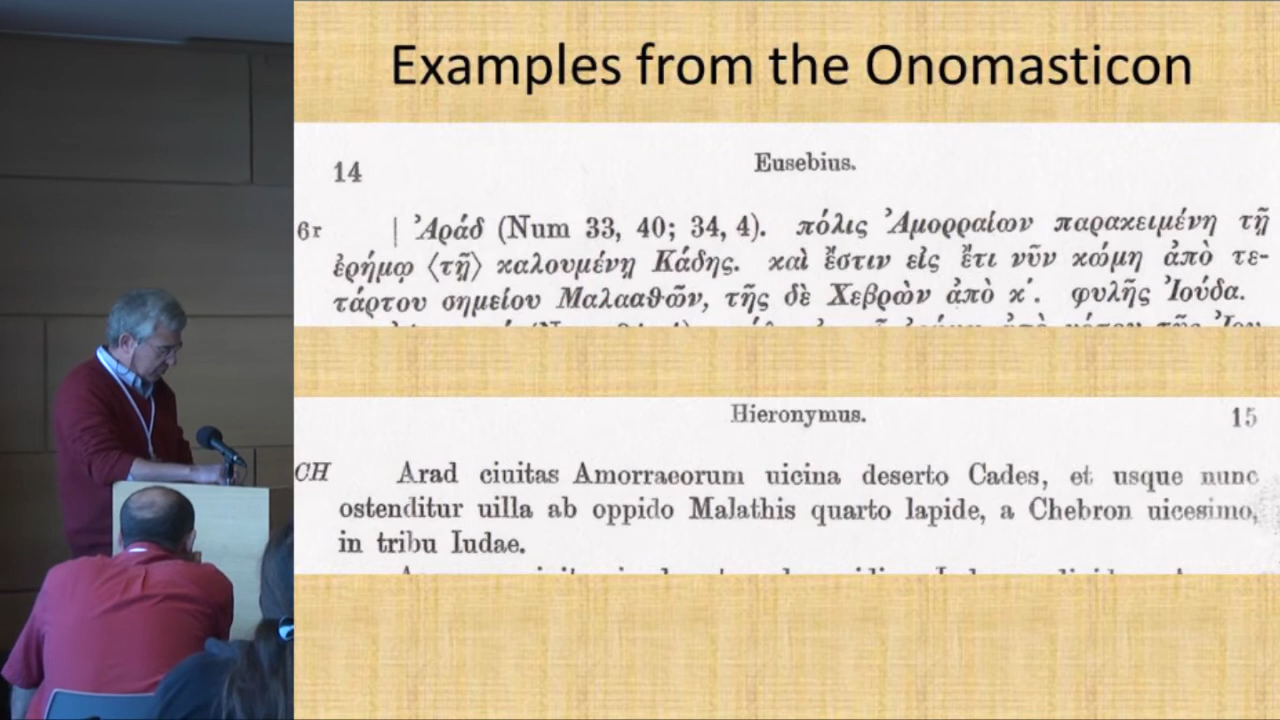 Examples from the Onomasticon
14 Eusebius.
6r | Ἀράδ (Num 33, 40; 34, 4). πόλις Ἀμορραίων παρακειμένη τῇ
ἐρήμῳ ⟨τῇ⟩ καλουμένῃ Κάδης. καὶ ἔστιν εἰς ἔτι νῦν κώμη ἀπὸ τε-
τάρτου σημείου Μαλααθῶν, τῆς δὲ Χεβρὼν ἀπὸ κ´. φυλῆς Ἰούδα.
Hieronymus. 15
CH Arad ciuitas Amorraeorum uicina deserto Cades, et usque nunc
ostenditur uilla ab oppido Malathis quarto lapide, a Chebron uicesimo,
in tribu Iudae.